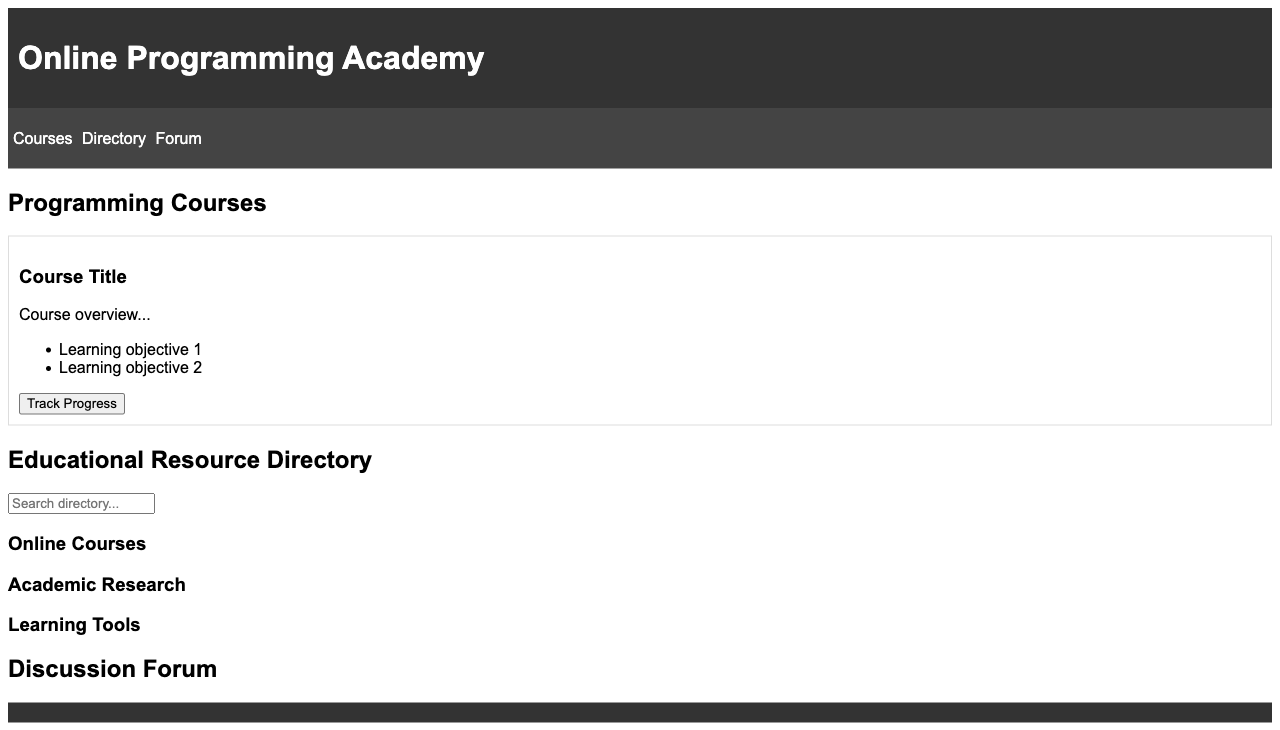 Online Programming Academy
Courses Directory Forum
Programming Courses
Course Title
Course overview...
• Learning objective 1
• Learning objective 2
Track Progress
Educational Resource Directory
Search directory...
Online Courses
Academic Research
Learning Tools
Discussion Forum